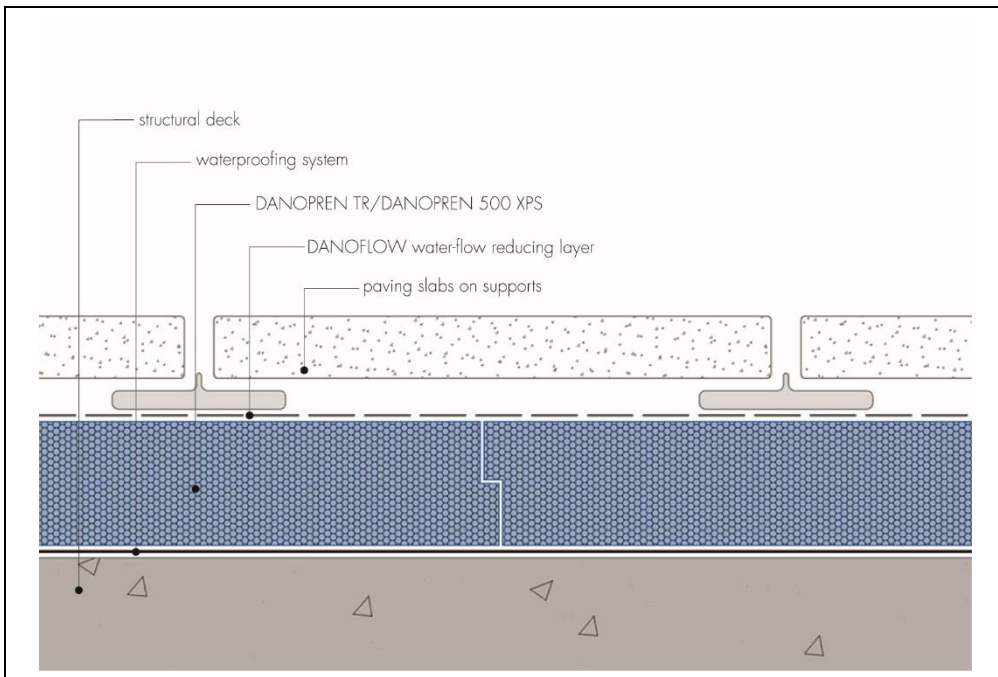 structural deck
waterproofing system
DANOPREN TR/DANOPREN 500 XPS
DANOFLOW water-flow reducing layer
paving slabs on supports